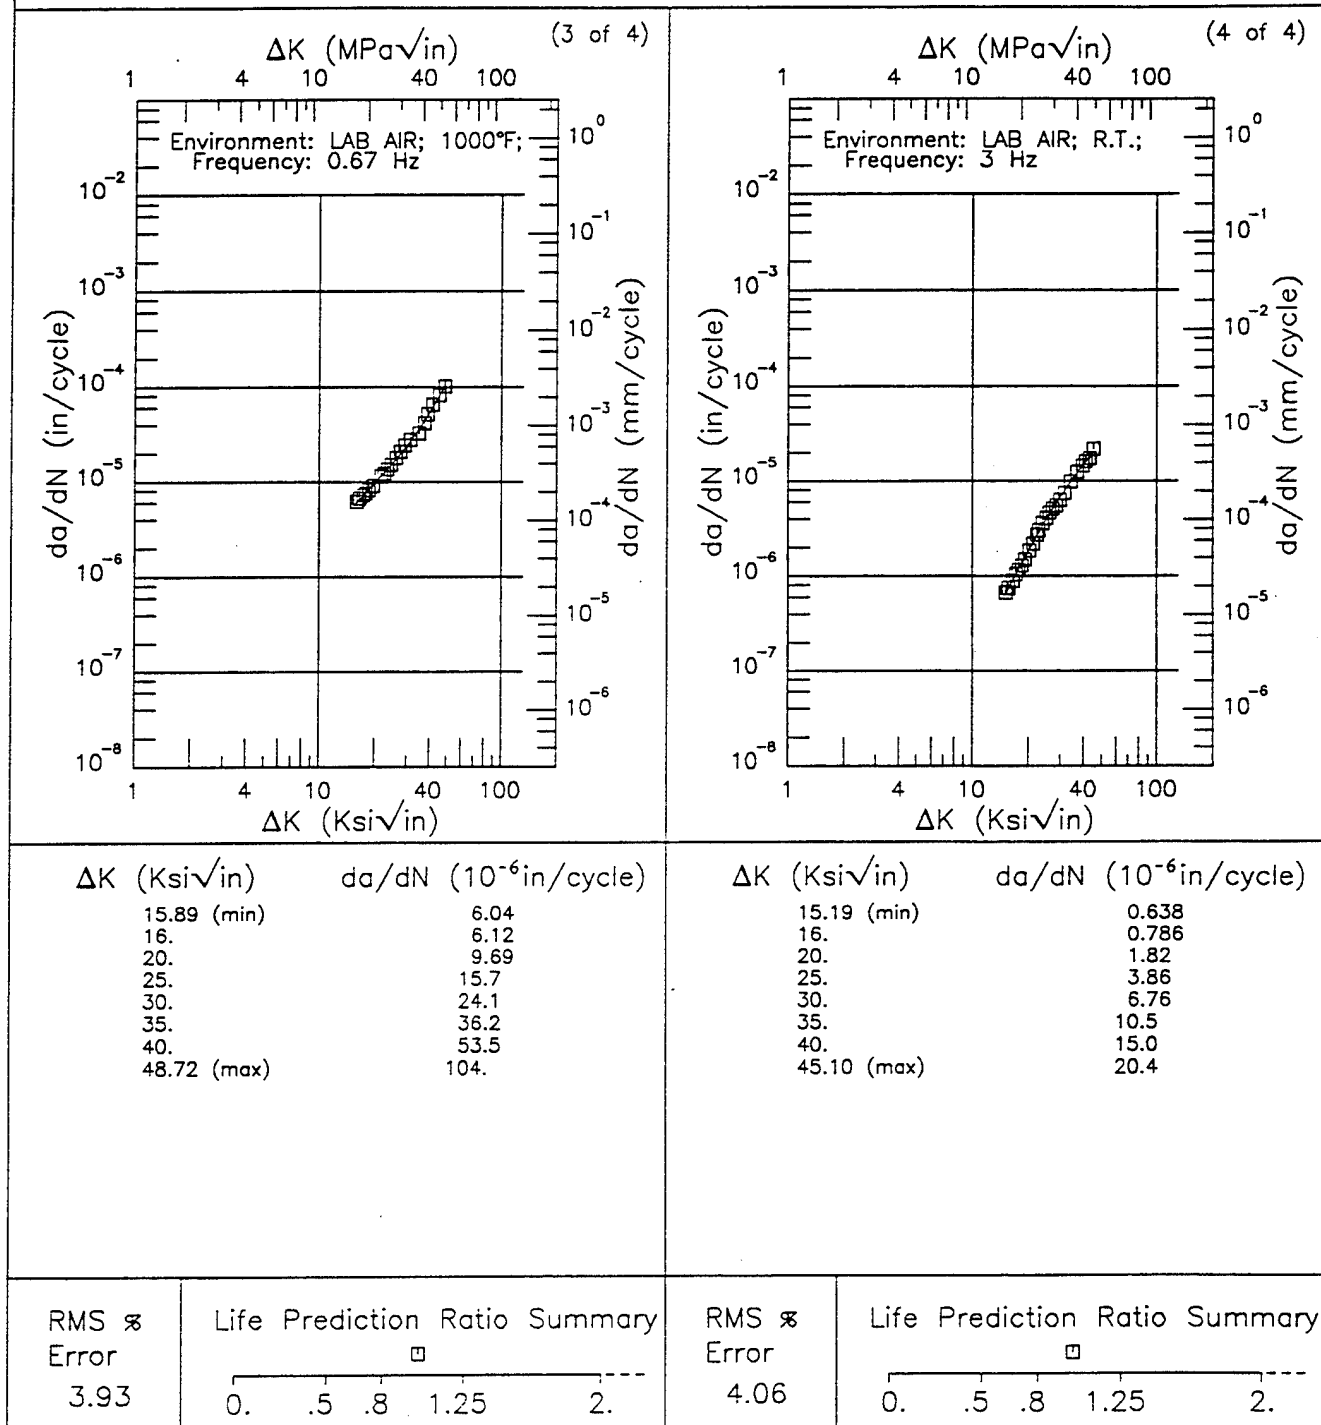 (3 of 4)
ΔK (MPa√in)
1 4 10 40 100
Environment: LAB AIR; 1000°F;
Frequency: 0.67 Hz
10⁻²
10⁻³
10⁻⁴
10⁻⁵
10⁻⁶
10⁻⁷
10⁻⁸
da/dN (in/cycle)
10⁰
10⁻¹
10⁻²
10⁻³
10⁻⁴
10⁻⁵
10⁻⁶
da/dN (mm/cycle)
1 4 10 40 100
ΔK (Ksi√in)
ΔK (Ksi√in) da/dN (10⁻⁶in/cycle)
15.89 (min) 6.04
16. 6.12
20. 9.69
25. 15.7
30. 24.1
35. 36.2
40. 53.5
48.72 (max) 104.
RMS %
Error
3.93
Life Prediction Ratio Summary
0. .5 .8 1.25 2.
(4 of 4)
ΔK (MPa√in)
1 4 10 40 100
Environment: LAB AIR; R.T.;
Frequency: 3 Hz
10⁻²
10⁻³
10⁻⁴
10⁻⁵
10⁻⁶
10⁻⁷
10⁻⁸
da/dN (in/cycle)
10⁰
10⁻¹
10⁻²
10⁻³
10⁻⁴
10⁻⁵
10⁻⁶
da/dN (mm/cycle)
1 4 10 40 100
ΔK (Ksi√in)
ΔK (Ksi√in) da/dN (10⁻⁶in/cycle)
15.19 (min) 0.638
16. 0.786
20. 1.82
25. 3.86
30. 6.76
35. 10.5
40. 15.0
45.10 (max) 20.4
RMS %
Error
4.06
Life Prediction Ratio Summary
0. .5 .8 1.25 2.